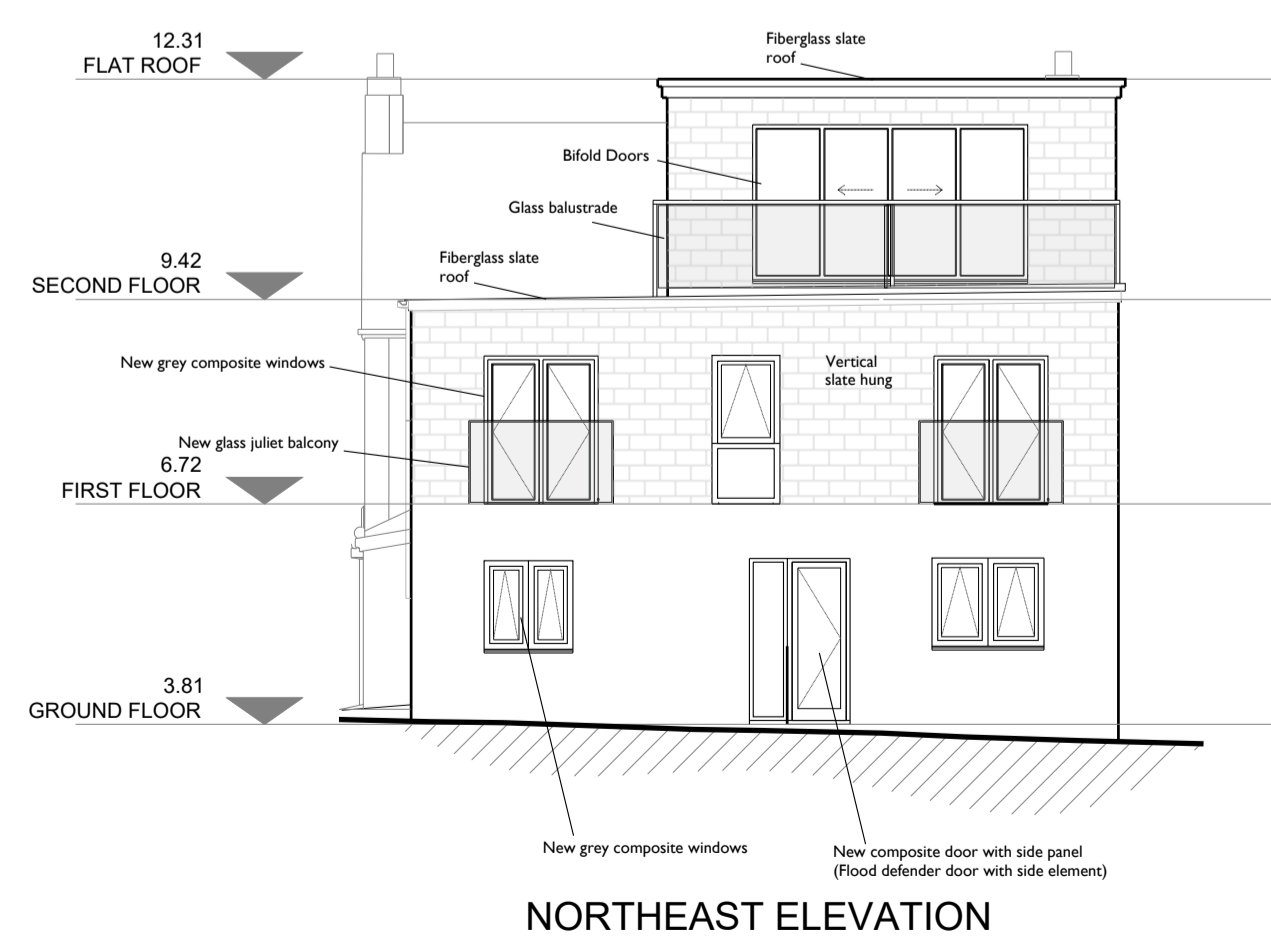 12.31
FLAT ROOF
Fiberglass slate
roof
Bifold Doors
Glass balustrade
9.42
SECOND FLOOR
Fiberglass slate
roof
New grey composite windows
Vertical
slate hung
New glass juliet balcony
6.72
FIRST FLOOR
3.81
GROUND FLOOR
New grey composite windows
New composite door with side panel
(Flood defender door with side element)
NORTHEAST ELEVATION